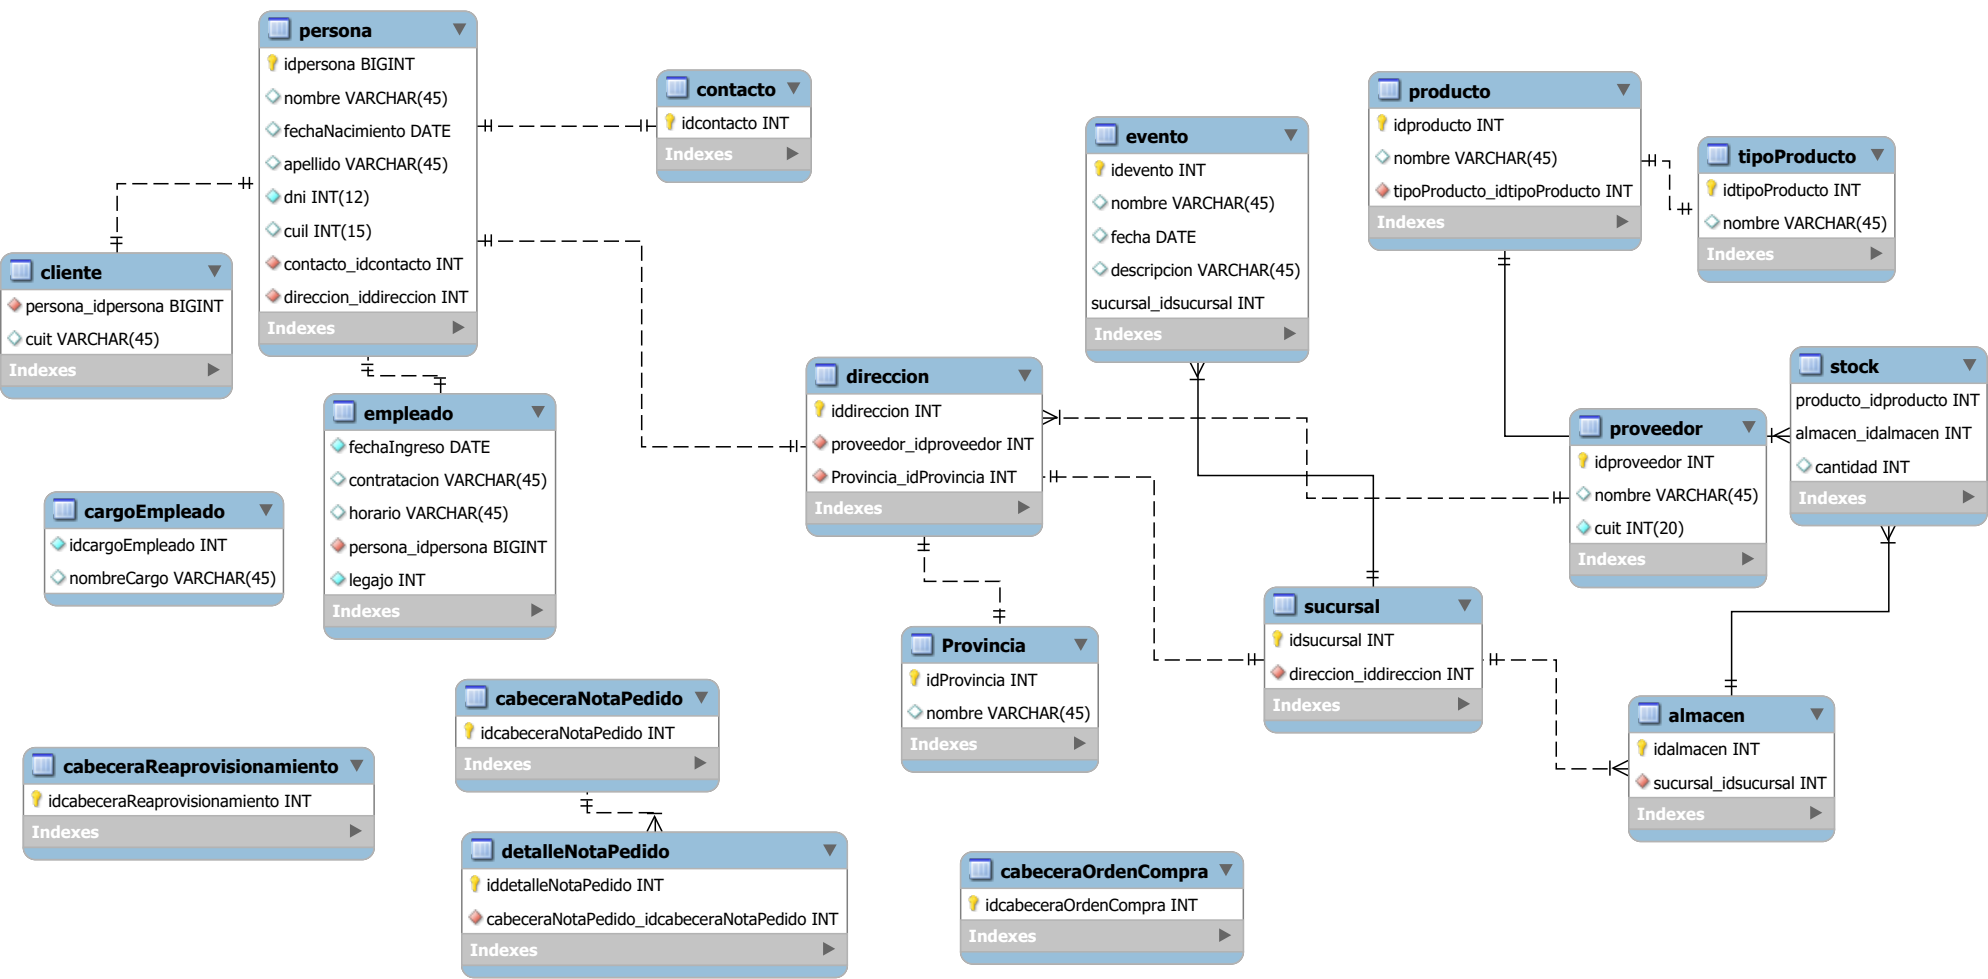 persona
idpersona BIGINT
nombre VARCHAR(45)
fechaNacimiento DATE
apellido VARCHAR(45)
dni INT(12)
cuil INT(15)
contacto_idcontacto INT
direccion_iddireccion INT
Indexes
contacto
idcontacto INT
Indexes
evento
idevento INT
nombre VARCHAR(45)
fecha DATE
descripcion VARCHAR(45)
sucursal_idsucursal INT
Indexes
producto
idproducto INT
nombre VARCHAR(45)
tipoProducto_idtipoProducto INT
Indexes
tipoProducto
idtipoProducto INT
nombre VARCHAR(45)
Indexes
cliente
persona_idpersona BIGINT
cuit VARCHAR(45)
Indexes
empleado
fechaIngreso DATE
contratacion VARCHAR(45)
horario VARCHAR(45)
persona_idpersona BIGINT
legajo INT
Indexes
direccion
iddireccion INT
proveedor_idproveedor INT
Provincia_idProvincia INT
Indexes
stock
producto_idproducto INT
almacen_idalmacen INT
cantidad INT
Indexes
proveedor
idproveedor INT
nombre VARCHAR(45)
cuit INT(20)
Indexes
cargoEmpleado
idcargoEmpleado INT
nombreCargo VARCHAR(45)
Provincia
idProvincia INT
nombre VARCHAR(45)
Indexes
sucursal
idsucursal INT
direccion_iddireccion INT
Indexes
almacen
idalmacen INT
sucursal_idsucursal INT
Indexes
cabeceraNotaPedido
idcabeceraNotaPedido INT
Indexes
cabeceraReaprovisionamiento
idcabeceraReaprovisionamiento INT
Indexes
detalleNotaPedido
iddetalleNotaPedido INT
cabeceraNotaPedido_idcabeceraNotaPedido INT
Indexes
cabeceraOrdenCompra
idcabeceraOrdenCompra INT
Indexes